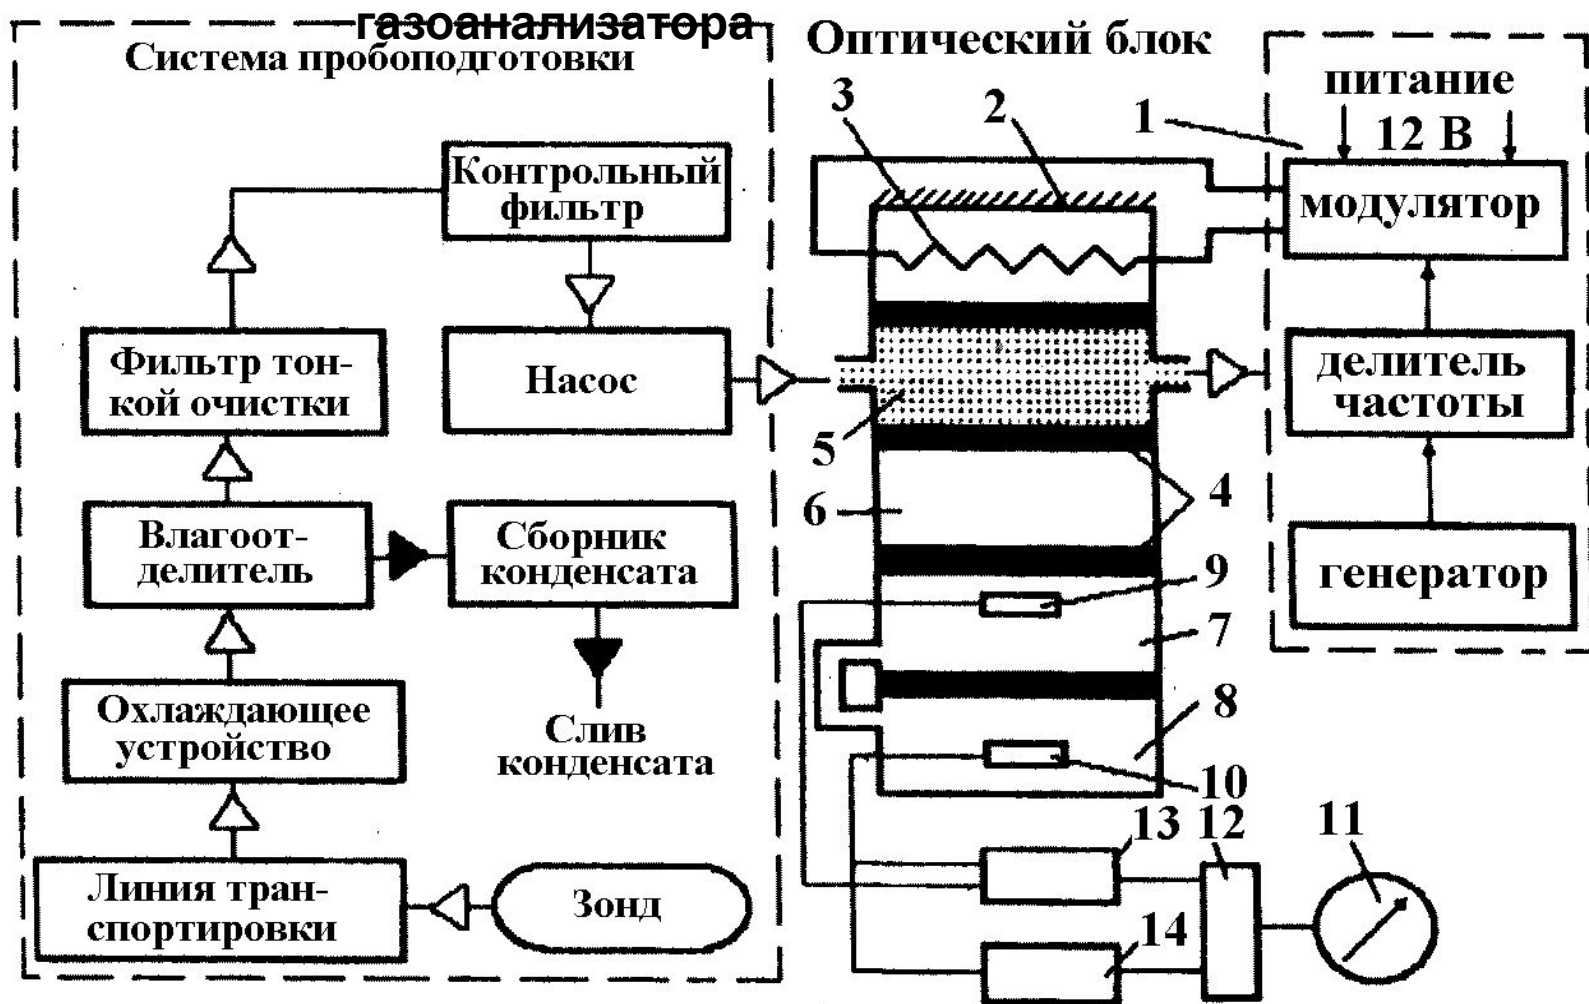 газоанализатора
Система пробоподготовки
Контрольный
фильтр
Фильтр тон-
кой очистки
Насос
Влагоот-
делитель
Сборник
конденсата
Охлаждающее
устройство
Слив
конденсата
Линия тран-
спортировки
Зонд
Оптический блок
3
2
1
5
4
6
9
7
8
10
13
12
11
14
питание
12 В
модулятор
делитель
частоты
генератор